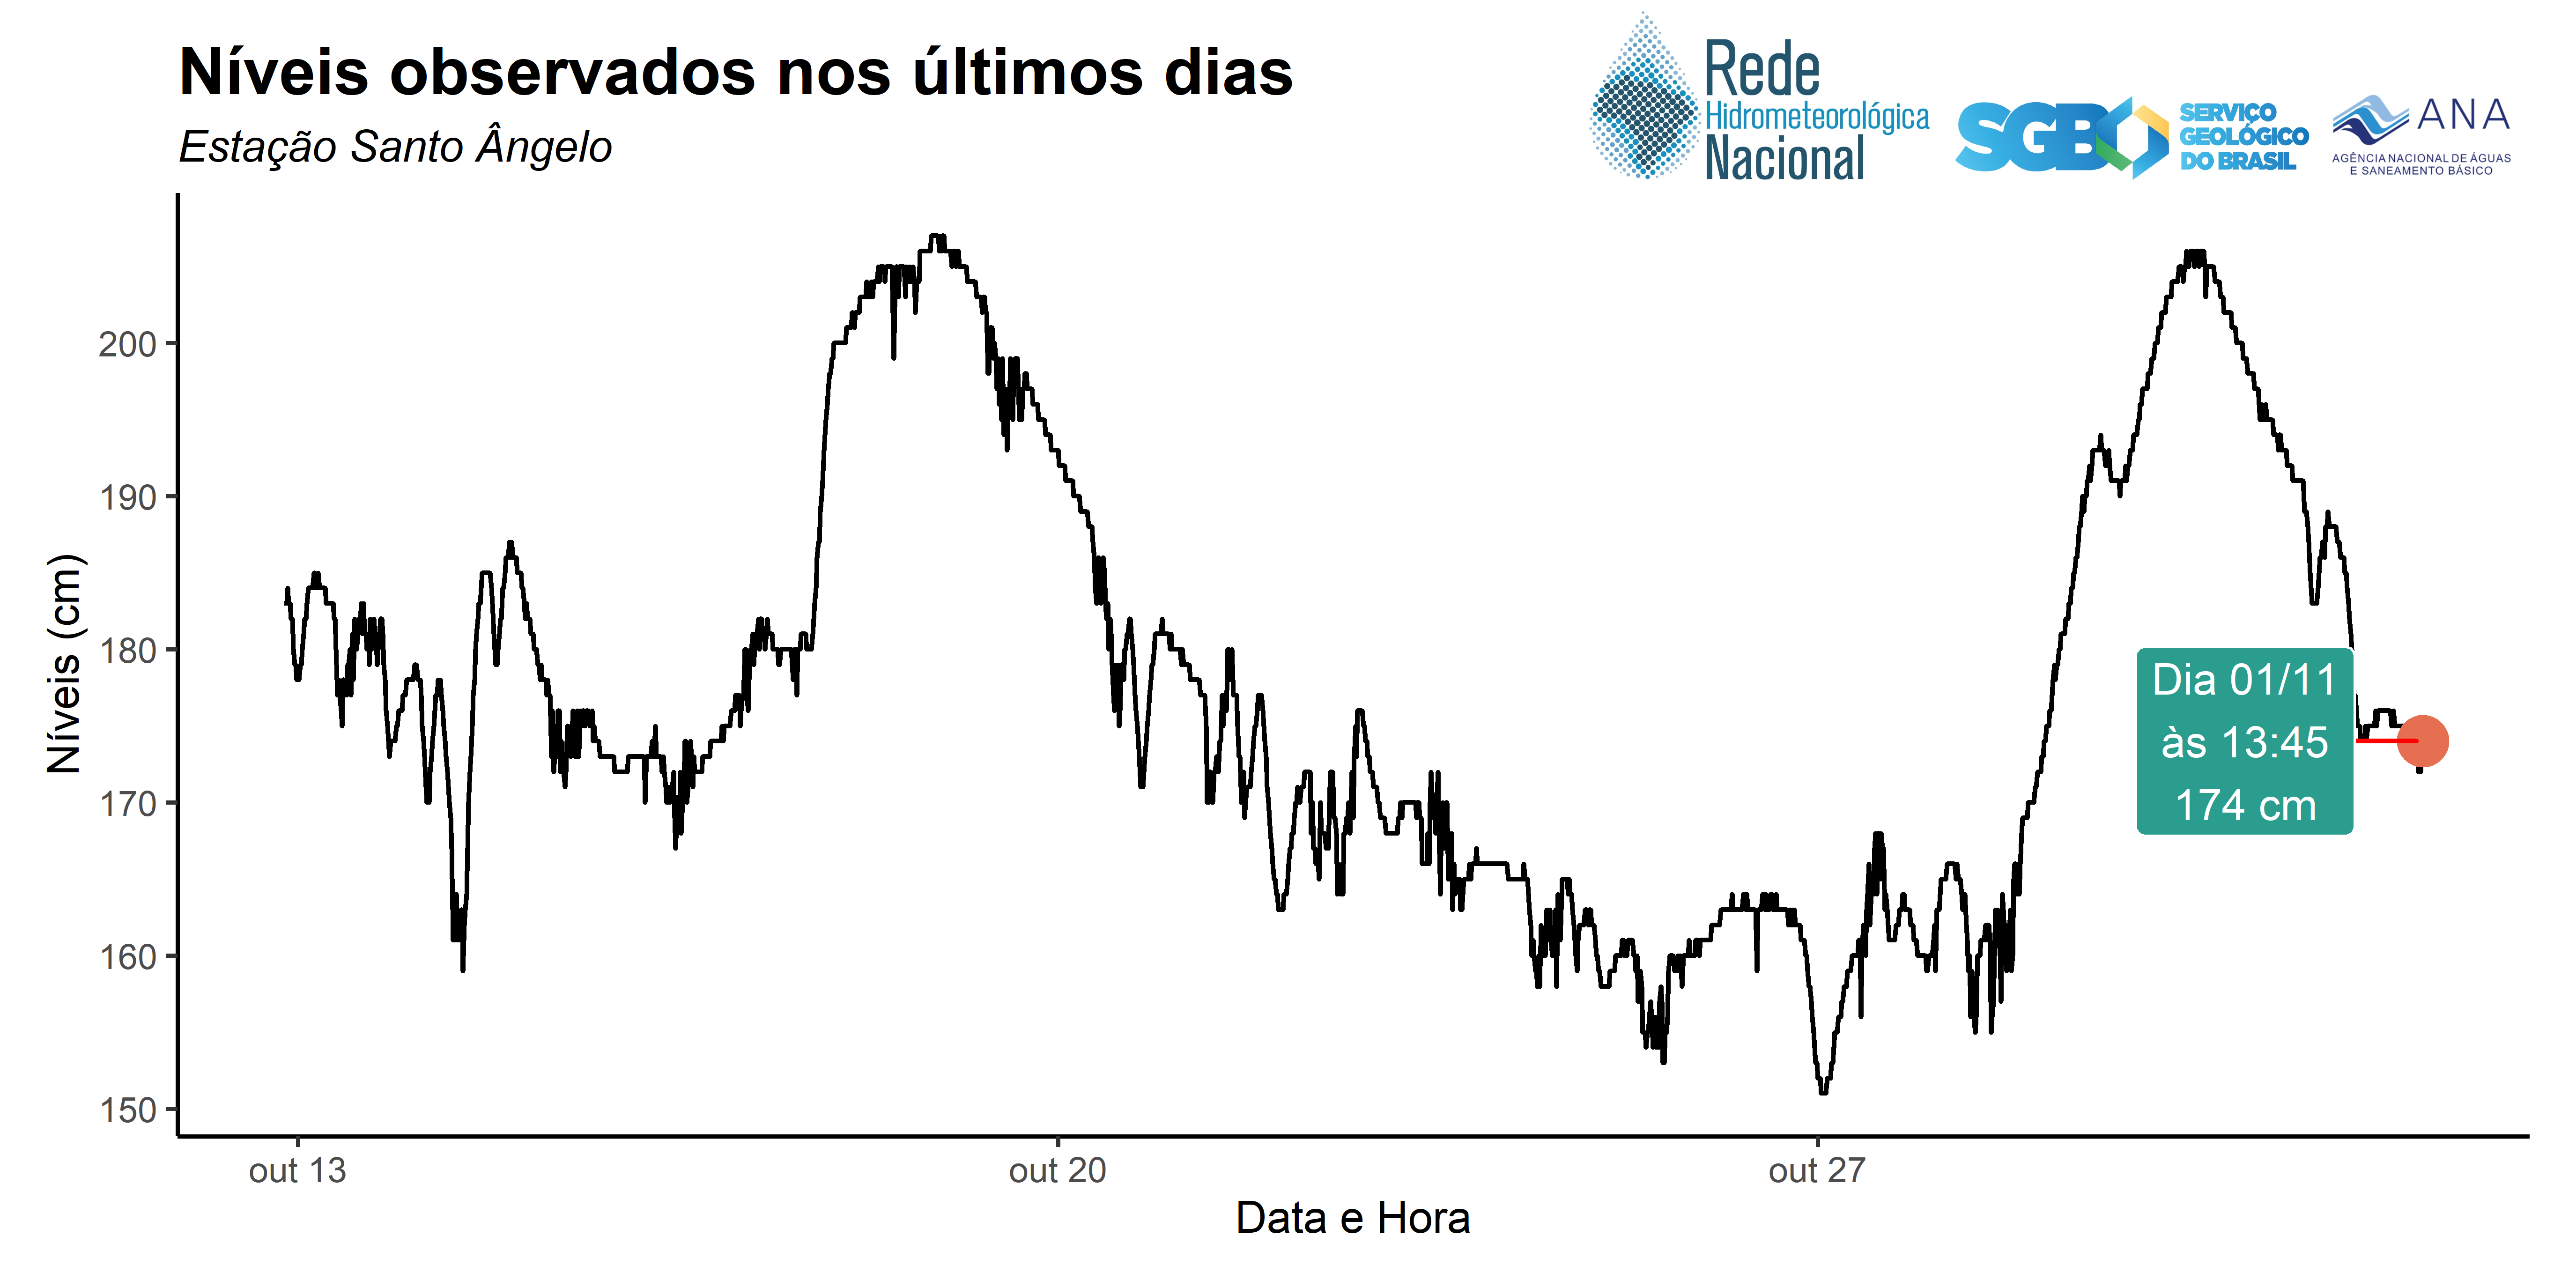 Níveis observados nos últimos dias
Estação Santo Ângelo
Rede
Hidrometeorológica
Nacional
SGB
SERVIÇO
GEOLÓGICO
DO BRASIL
ANA
AGÊNCIA NACIONAL DE ÁGUAS
E SANEAMENTO BÁSICO
Níveis (cm)
200
190
180
170
160
150
Dia 01/11
às 13:45
174 cm
out 13
out 20
out 27
Data e Hora